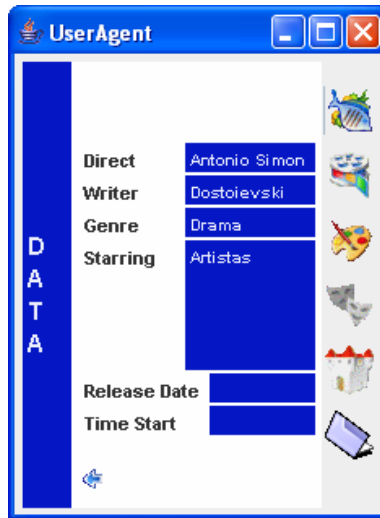 UserAgent
Direct Antonio Simon
Writer Dostoievski
Genre Drama
Starring Artistas
D
A
T
A
Release Date
Time Start